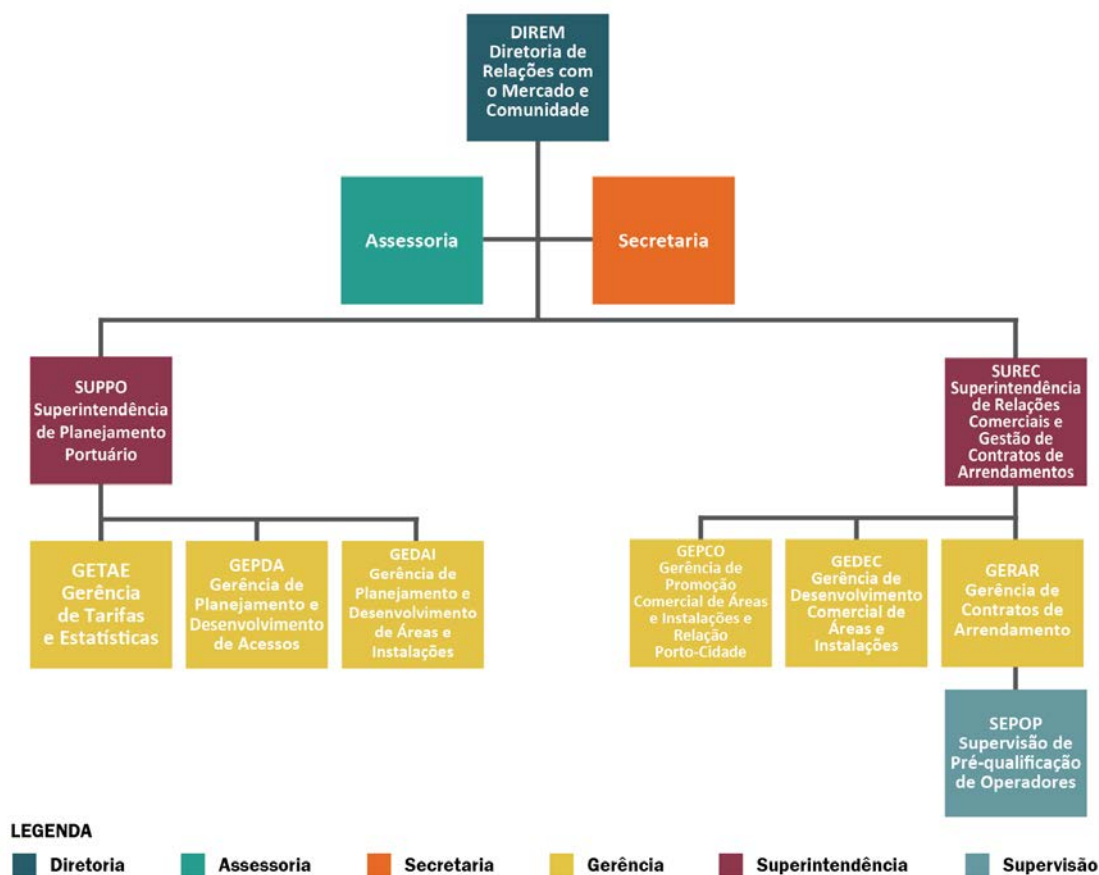 DIREM
Diretoria de
Relações com
o Mercado e
Comunidade
Assessoria
Secretaria
SUPPO
Superintendência
de Planejamento
Portuário
SUREC
Superintendência
de Relações
Comerciais e
Gestão de
Contratos de
Arrendamentos
GETAE
Gerência
de Tarifas
e Estatísticas
GEPDA
Gerência de
Planejamento e
Desenvolvimento
de Acessos
GEDAI
Gerência de
Planejamento e
Desenvolvimento
de Áreas e
Instalações
GEPCO
Gerência de
Promoção
Comercial de Áreas
e Instalações e
Relação
Porto-Cidade
GEDEC
Gerência de
Desenvolvimento
Comercial de
Áreas e
Instalações
GERAR
Gerência de
Contratos de
Arrendamento
SEPOP
Supervisão de
Pré-qualificação
de Operadores
LEGENDA
Diretoria
Assessoria
Secretaria
Gerência
Superintendência
Supervisão